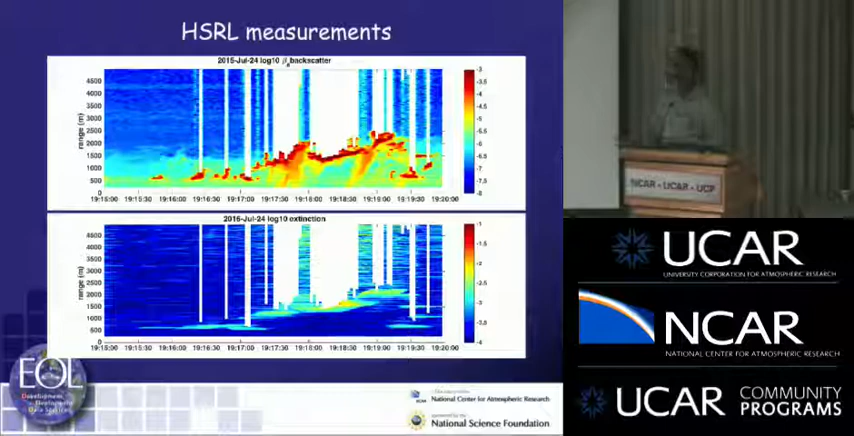 HSRL measurements
2015-Jul-24 log10 β_a backscatter
range (m)
4500
4000
3500
3000
2500
2000
1500
1000
500
0
19:15:00 19:15:30 19:16:00 19:16:30 19:17:00 19:17:30 19:18:00 19:18:30 19:19:00 19:19:30 19:20:00
-3
-3.5
-4
-4.5
-5
-5.5
-6
-6.5
-7
-7.5
-8
2015-Jul-24 log10 extinction
range (m)
4500
4000
3500
3000
2500
2000
1500
1000
500
0
19:15:00 19:15:30 19:16:00 19:16:30 19:17:00 19:17:30 19:18:00 19:18:30 19:19:00 19:19:30 19:20:00
-1
-1.5
-2
-2.5
-3
-3.5
-4
EOL
National Center for Atmospheric Research
sponsored by the
National Science Foundation
NCAR • UCAR • UCP
UCAR
UNIVERSITY CORPORATION FOR ATMOSPHERIC RESEARCH
NCAR
NATIONAL CENTER FOR ATMOSPHERIC RESEARCH
UCAR COMMUNITY
PROGRAMS